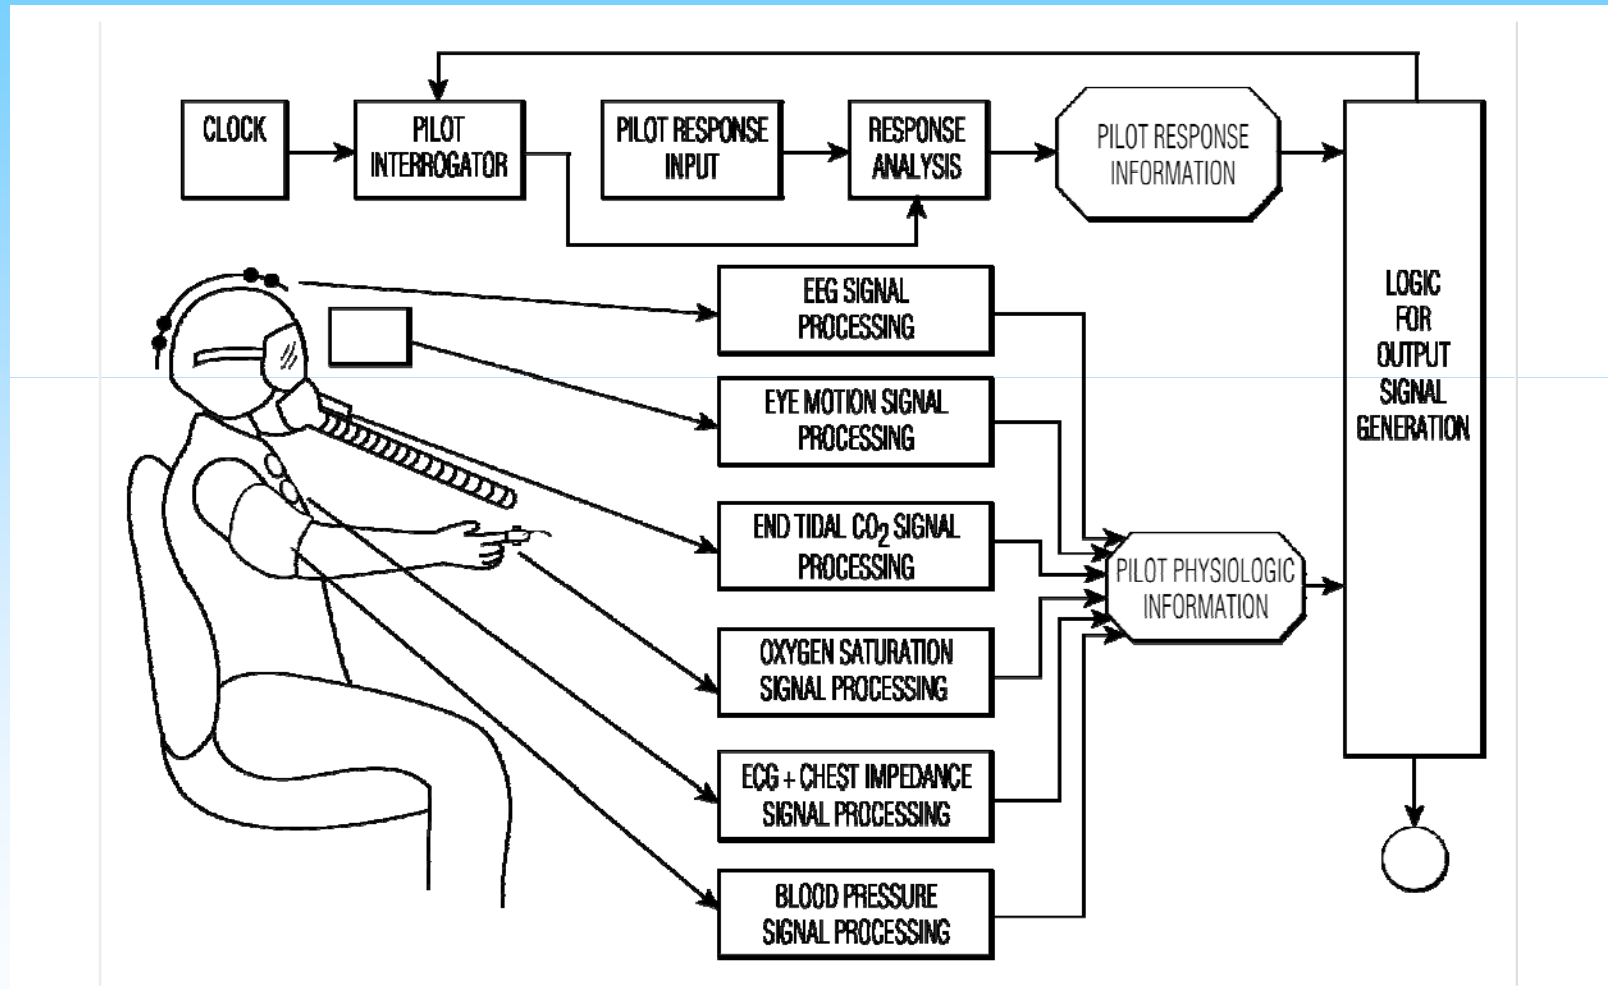 CLOCK
PILOT
INTERROGATOR
PILOT RESPONSE
INPUT
RESPONSE
ANALYSIS
PILOT RESPONSE
INFORMATION
EEG SIGNAL
PROCESSING
EYE MOTION SIGNAL
PROCESSING
END TIDAL CO₂ SIGNAL
PROCESSING
OXYGEN SATURATION
SIGNAL PROCESSING
ECG + CHEST IMPEDANCE
SIGNAL PROCESSING
BLOOD PRESSURE
SIGNAL PROCESSING
PILOT PHYSIOLOGIC
INFORMATION
LOGIC
FOR
OUTPUT
SIGNAL
GENERATION